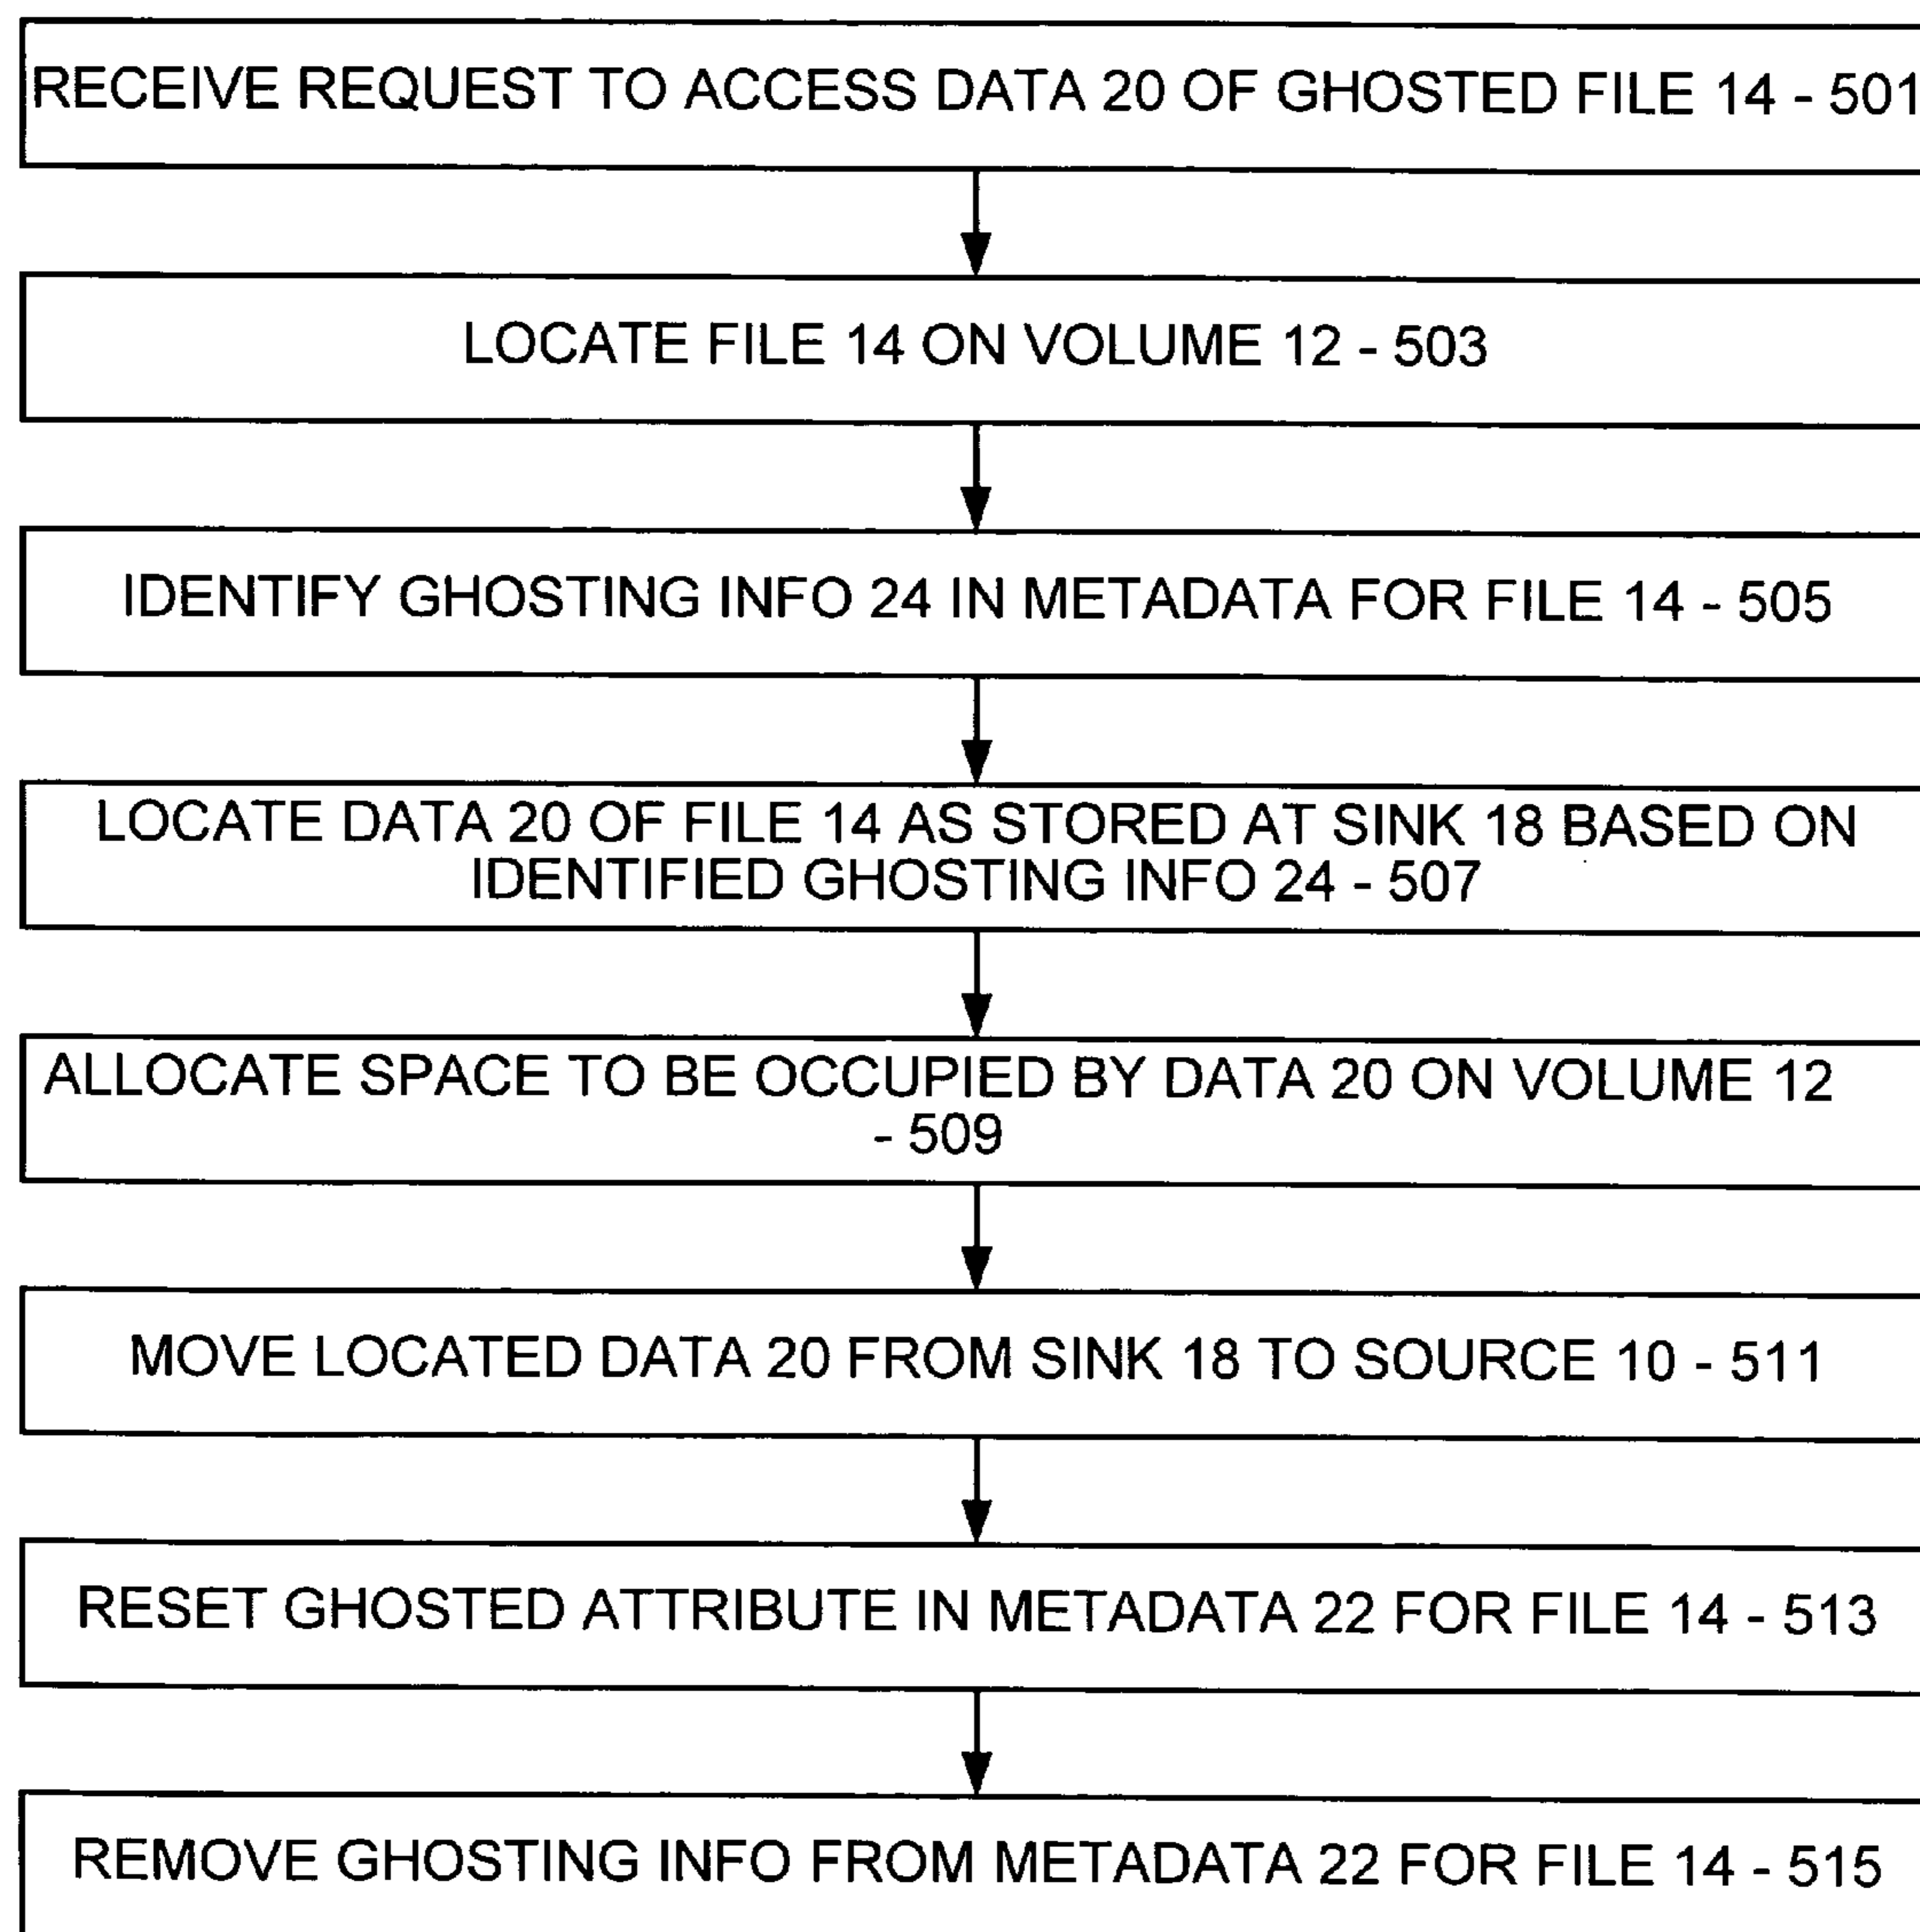 RECEIVE REQUEST TO ACCESS DATA 20 OF GHOSTED FILE 14 - 501
LOCATE FILE 14 ON VOLUME 12 - 503
IDENTIFY GHOSTING INFO 24 IN METADATA FOR FILE 14 - 505
LOCATE DATA 20 OF FILE 14 AS STORED AT SINK 18 BASED ON
IDENTIFIED GHOSTING INFO 24 - 507
ALLOCATE SPACE TO BE OCCUPIED BY DATA 20 ON VOLUME 12
- 509
MOVE LOCATED DATA 20 FROM SINK 18 TO SOURCE 10 - 511
RESET GHOSTED ATTRIBUTE IN METADATA 22 FOR FILE 14 - 513
REMOVE GHOSTING INFO FROM METADATA 22 FOR FILE 14 - 515